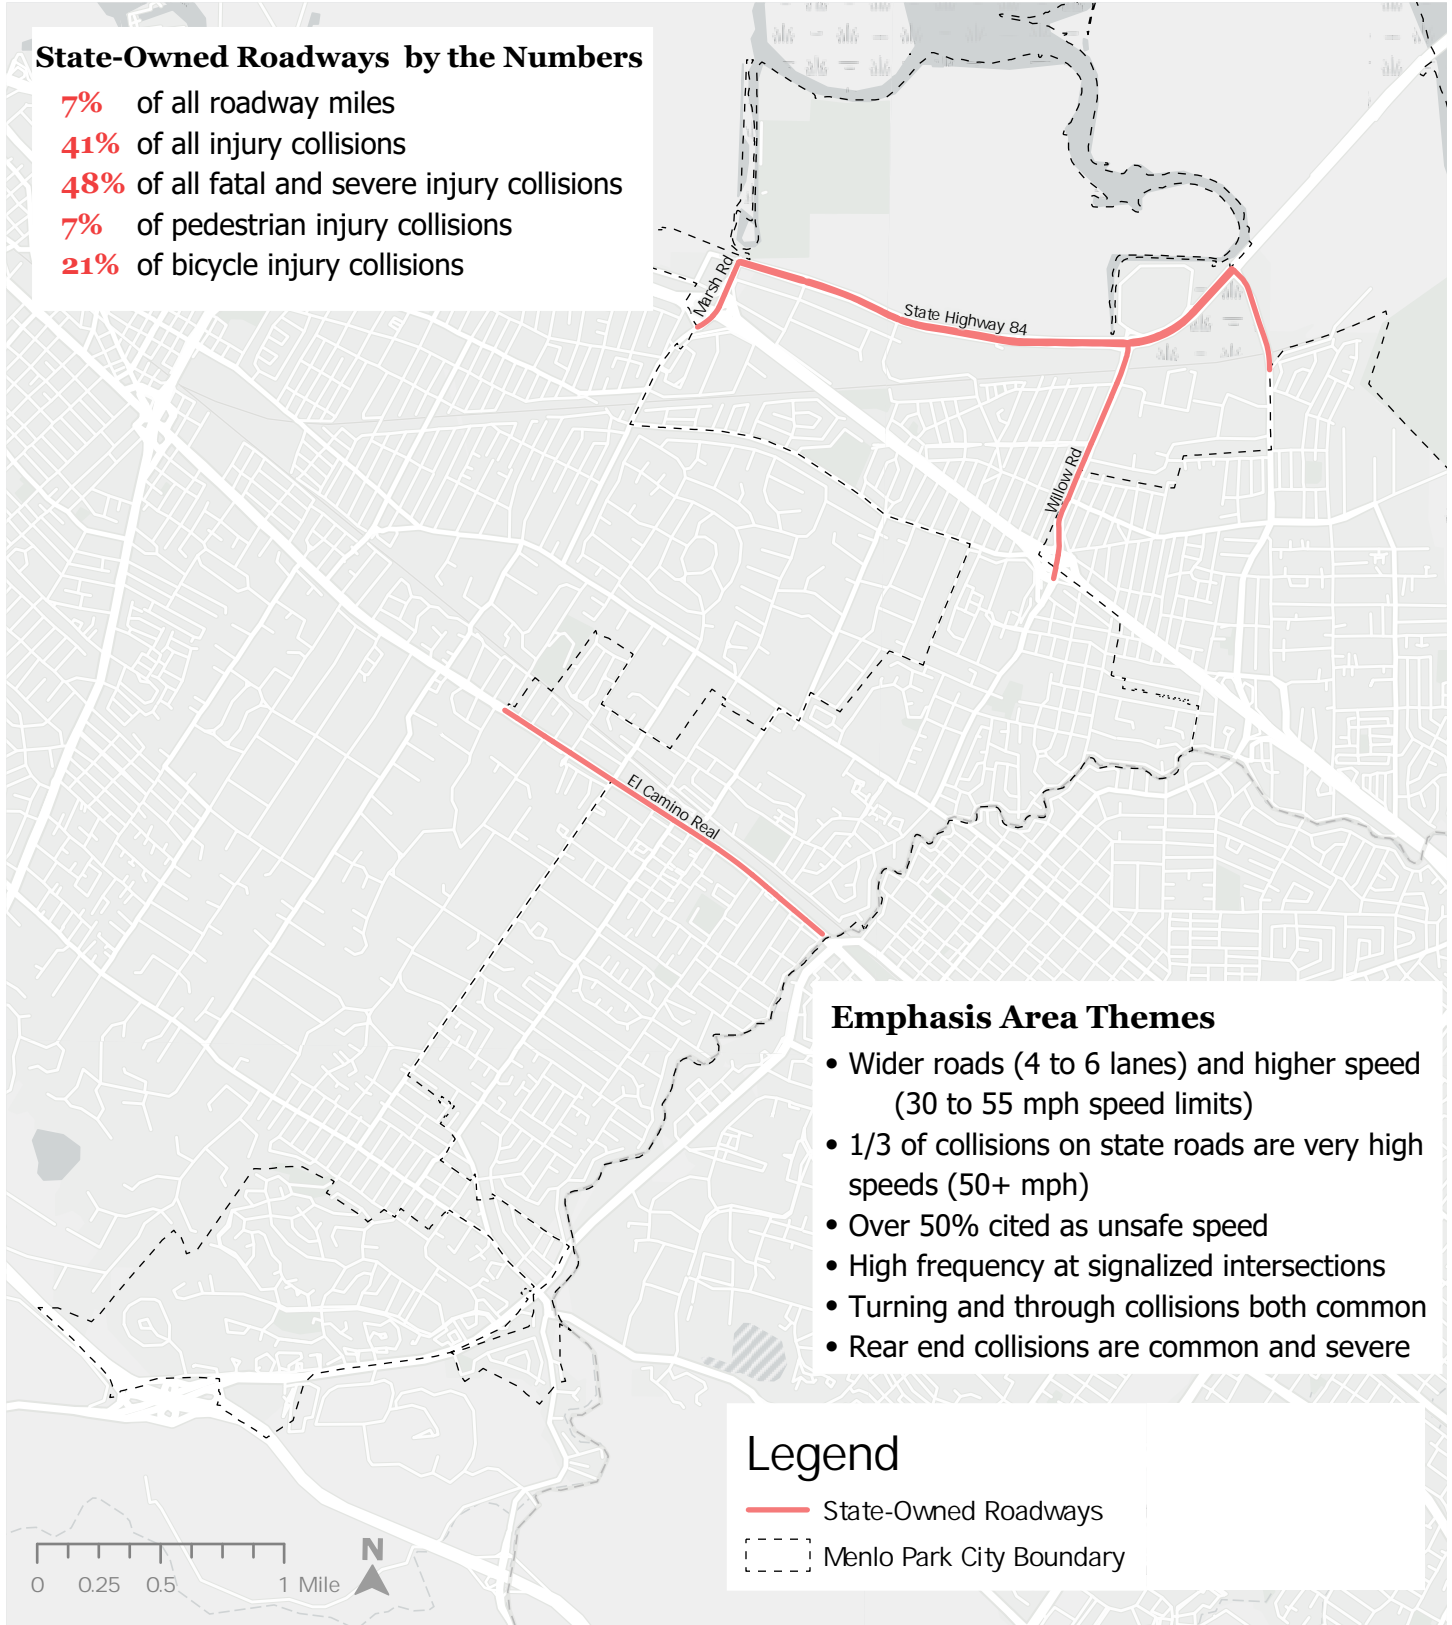 State-Owned Roadways by the Numbers
7% of all roadway miles
41% of all injury collisions
48% of all fatal and severe injury collisions
7% of pedestrian injury collisions
21% of bicycle injury collisions
Marsh Rd
State Highway 84
Willow Rd
El Camino Real
Emphasis Area Themes
• Wider roads (4 to 6 lanes) and higher speed
(30 to 55 mph speed limits)
• 1/3 of collisions on state roads are very high
speeds (50+ mph)
• Over 50% cited as unsafe speed
• High frequency at signalized intersections
• Turning and through collisions both common
• Rear end collisions are common and severe
Legend
State-Owned Roadways
Menlo Park City Boundary
0 0.25 0.5 1 Mile
N